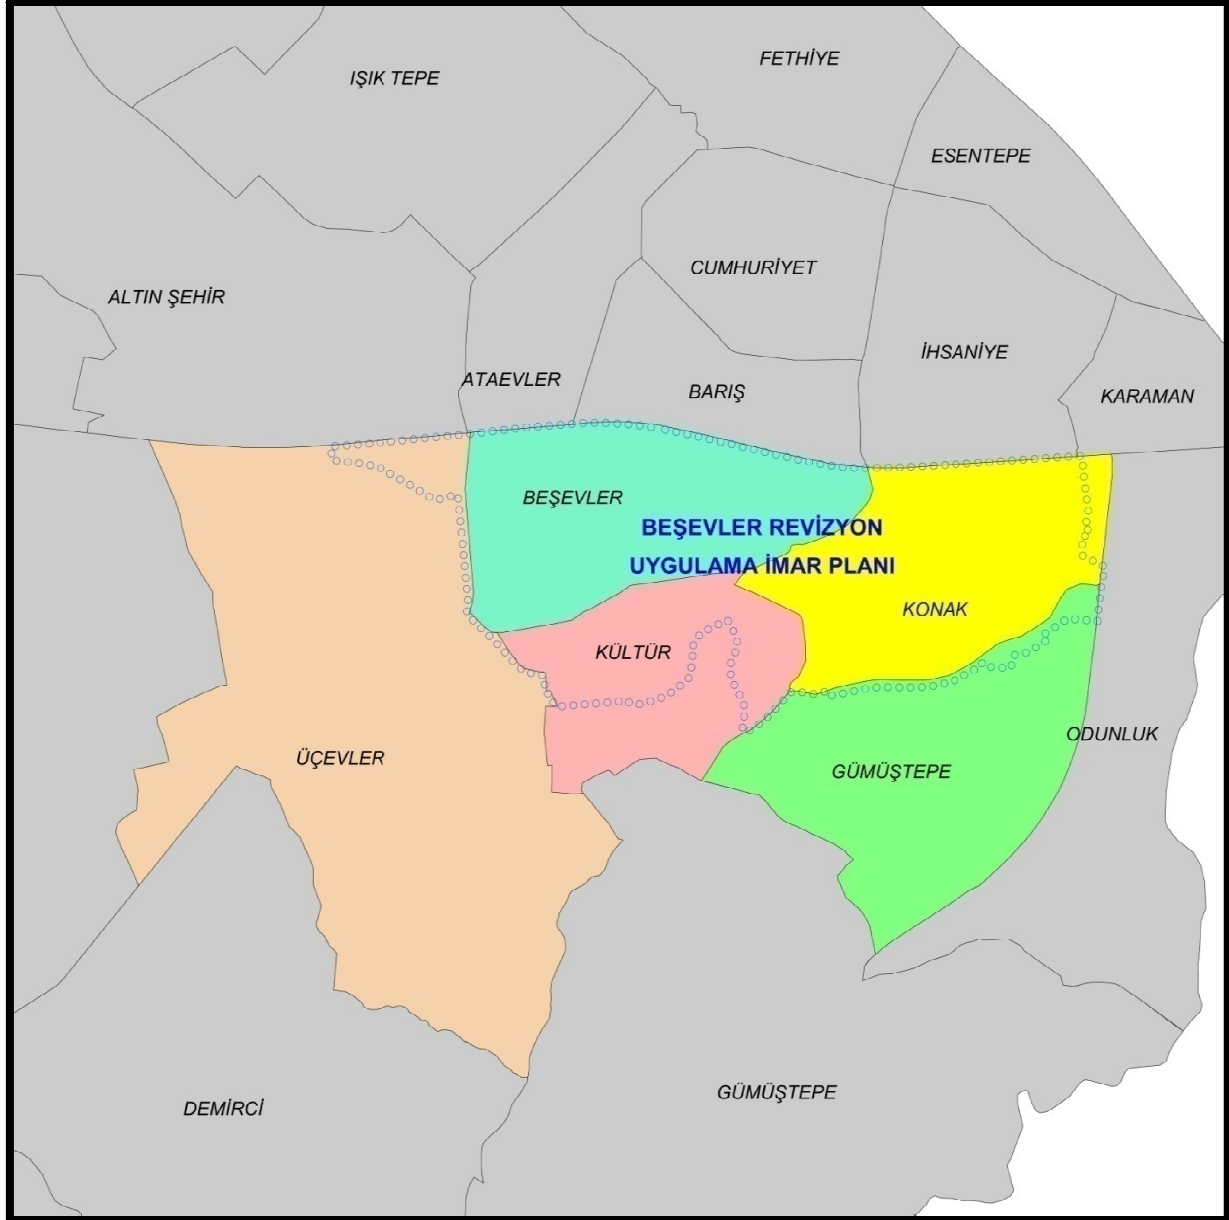 FETHİYE
IŞIK TEPE
ESENTEPE
CUMHURİYET
ALTIN ŞEHİR
İHSANİYE
ATAEVLER
BARIŞ
KARAMAN
BEŞEVLER
BEŞEVLER REVİZYON
UYGULAMA İMAR PLANI
KONAK
KÜLTÜR
ODUNLUK
ÜÇEVLER
GÜMÜŞTEPE
GÜMÜŞTEPE
DEMİRCİ